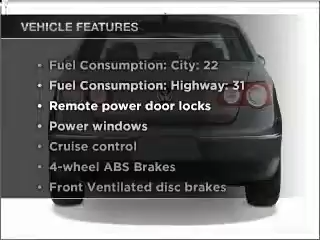 VEHICLE FEATURES
• Fuel Consumption: City: 22
• Fuel Consumption: Highway: 31
• Remote power door locks
• Power windows
• Cruise control
• 4-wheel ABS Brakes
• Front Ventilated disc brakes